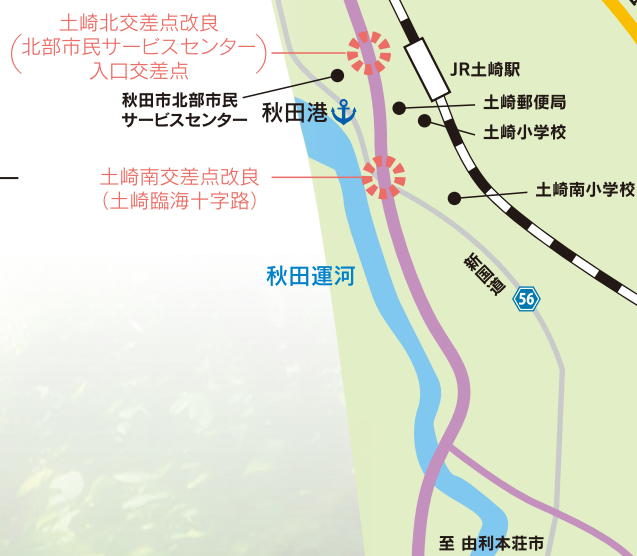 土崎北交差点改良
(北部市民サービスセンター)
入口交差点
JR土崎駅
秋田市北部市民
サービスセンター
秋田港
土崎郵便局
土崎小学校
土崎南交差点改良
（土崎臨海十字路）
土崎南小学校
秋田運河
新国道
56
至 由利本荘市